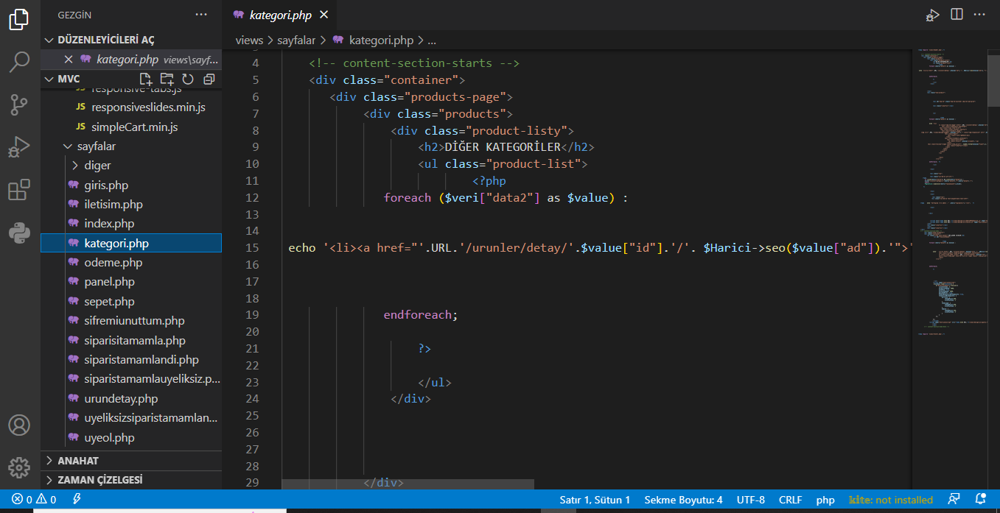 GEZGİN
DÜZENLEYİCİLERİ AÇ
kategori.php views\sayf...
MVC
responsive-tabs.js
JS responsiveslides.min.js
JS simpleCart.min.js
sayfalar
diger
giris.php
iletisim.php
index.php
kategori.php
odeme.php
panel.php
sepet.php
sifremiunuttum.php
siparisitamamla.php
siparistamamlandi.php
siparistamamlauyeliksiz.p...
urundetay.php
uyeliksizsiparistamamlan...
uyeol.php
ANAHAT
ZAMAN ÇİZELGESİ
kategori.php
views > sayfalar > kategori.php > ...
4 <!-- content-section-starts -->
5 <div class="container">
6 <div class="products-page">
7 <div class="products">
8 <div class="product-listy">
9 <h2>DİĞER KATEGORİLER</h2>
10 <ul class="product-list">
11 <?php
12 foreach ($veri["data2"] as $value) :
13
14
15 echo '<li><a href="'.URL.'/urunler/detay/'.$value["id"].'/'. $Harici->seo($value["ad"]).'">'
16
17
18
19 endforeach;
20
21 ?>
22
23 </ul>
24 </div>
25
26
27
28
29 </div>
0 0
Satır 1, Sütun 1 Sekme Boyutu: 4 UTF-8 CRLF php kite: not installed